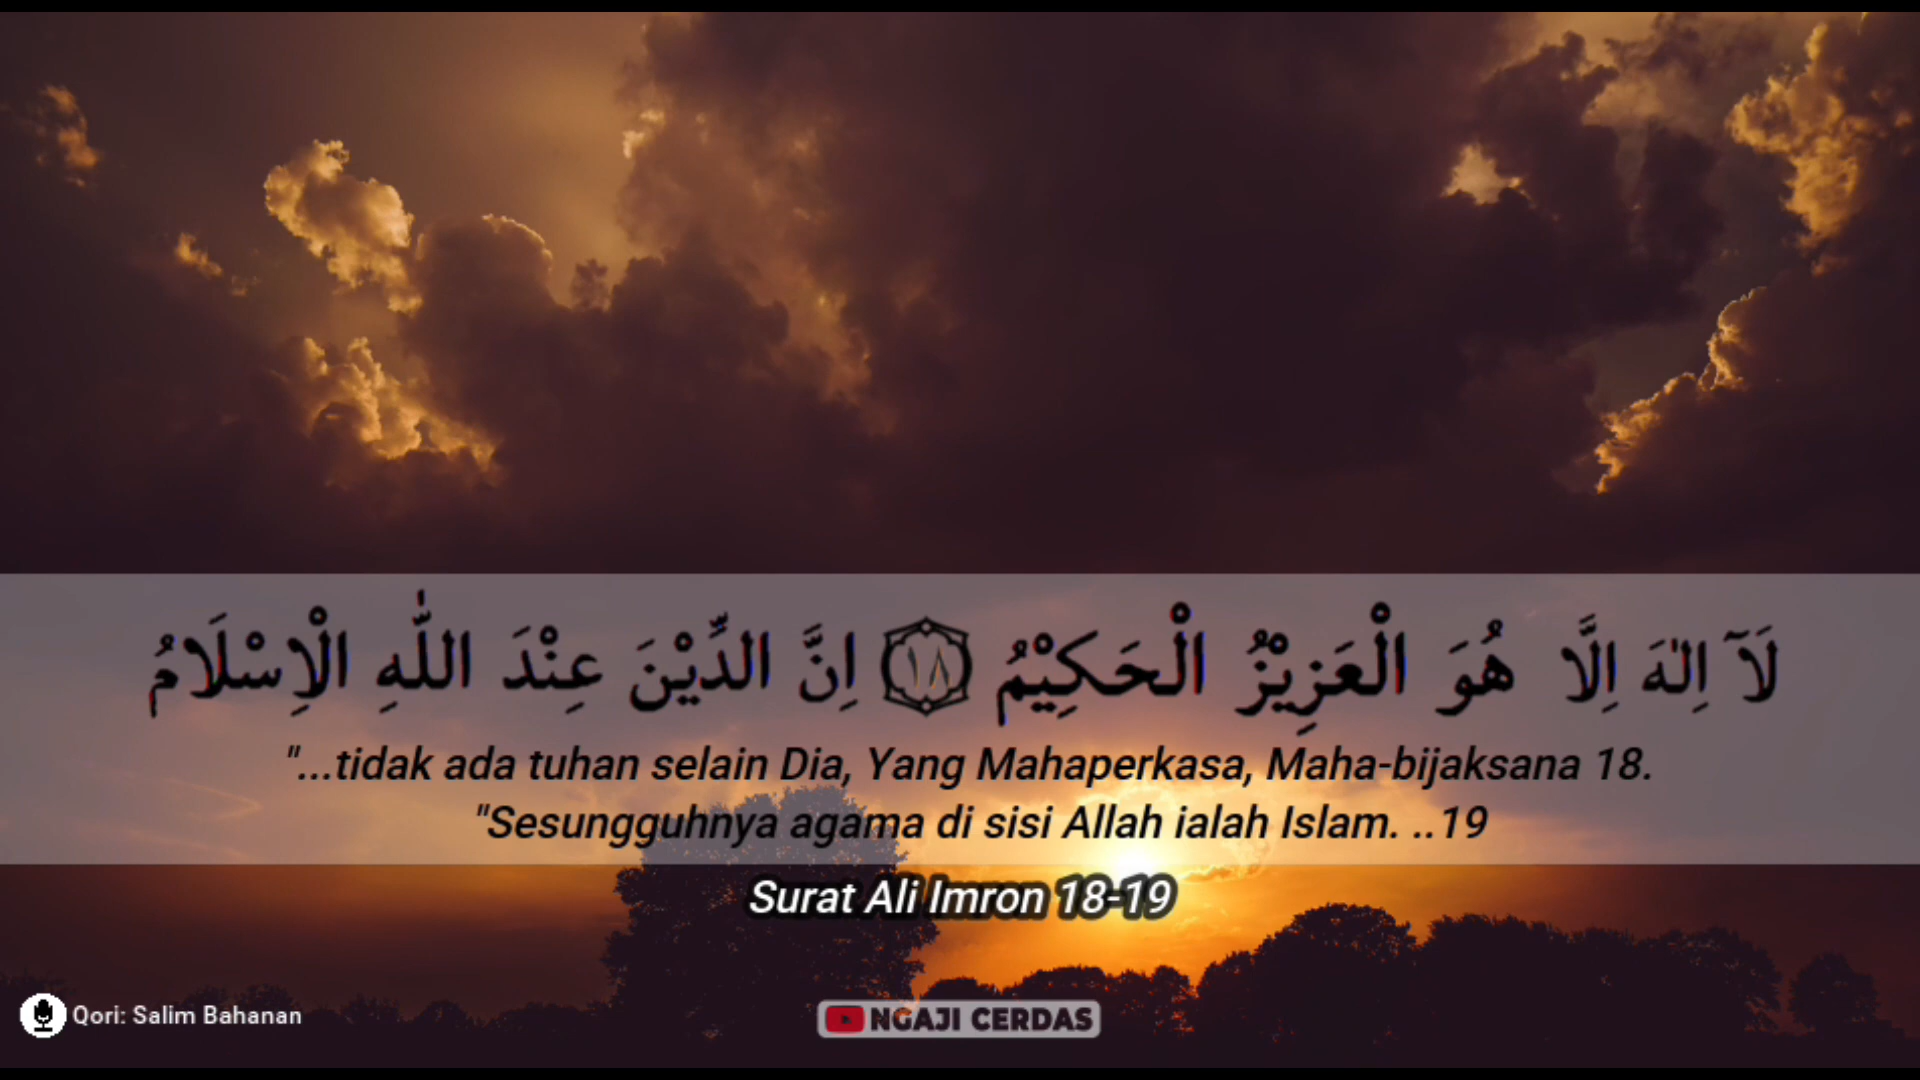 لَآ اِلٰهَ اِلَّا هُوَ الْعَزِيْزُ الْحَكِيْمُ ۝١٨ اِنَّ الدِّيْنَ عِنْدَ اللّٰهِ الْاِسْلَامُ
"...tidak ada tuhan selain Dia, Yang Mahaperkasa, Maha-bijaksana 18.
"Sesungguhnya agama di sisi Allah ialah Islam. ..19
Surat Ali Imron 18-19
Qori: Salim Bahanan
NGAJI CERDAS